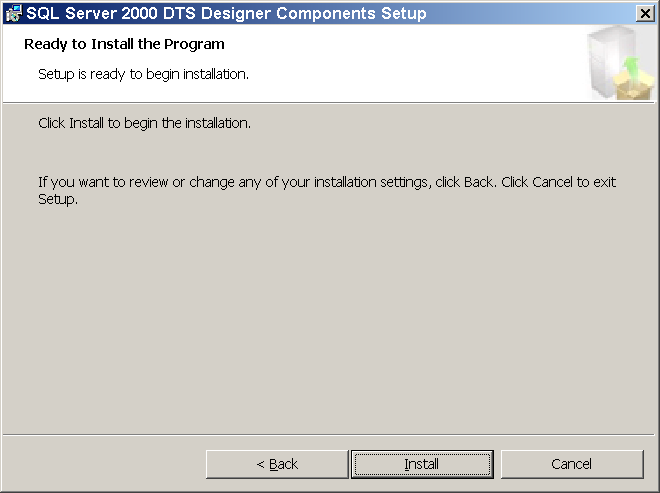 SQL Server 2000 DTS Designer Components Setup
Ready to Install the Program
Setup is ready to begin installation.
Click Install to begin the installation.
If you want to review or change any of your installation settings, click Back. Click Cancel to exit
Setup.
< Back
Install
Cancel